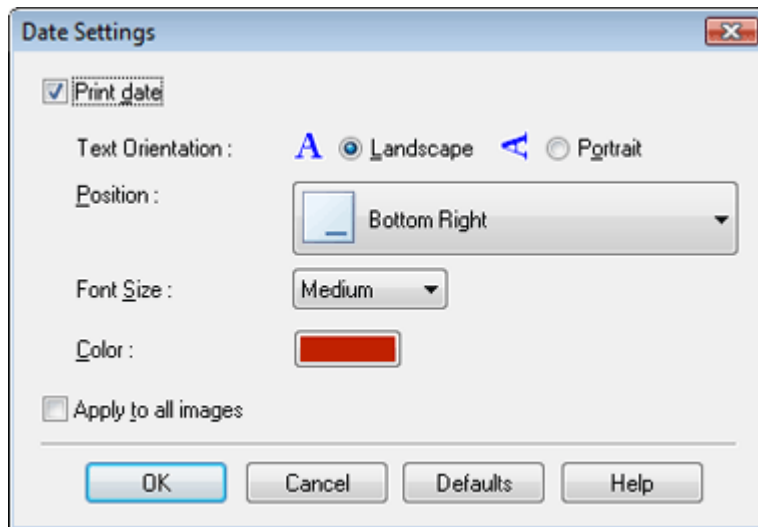 Date Settings
Print date
Text Orientation : A Landscape A Portrait
Position : Bottom Right
Font Size : Medium
Color :
Apply to all images
OK Cancel Defaults Help